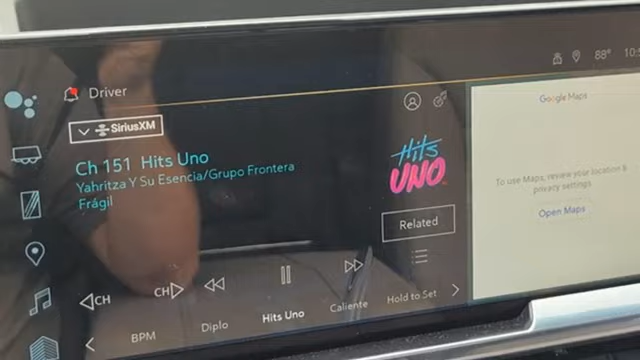 88°
10:5
Driver
SiriusXM
Ch 151 Hits Uno
Yahritza Y Su Esencia/Grupo Frontera
Frágil
Hits
UNO
Related
CH
CH
BPM
Diplo
Hits Uno
Caliente
Hold to Set
Google Maps
To use Maps, review your location &
privacy settings
Open Maps